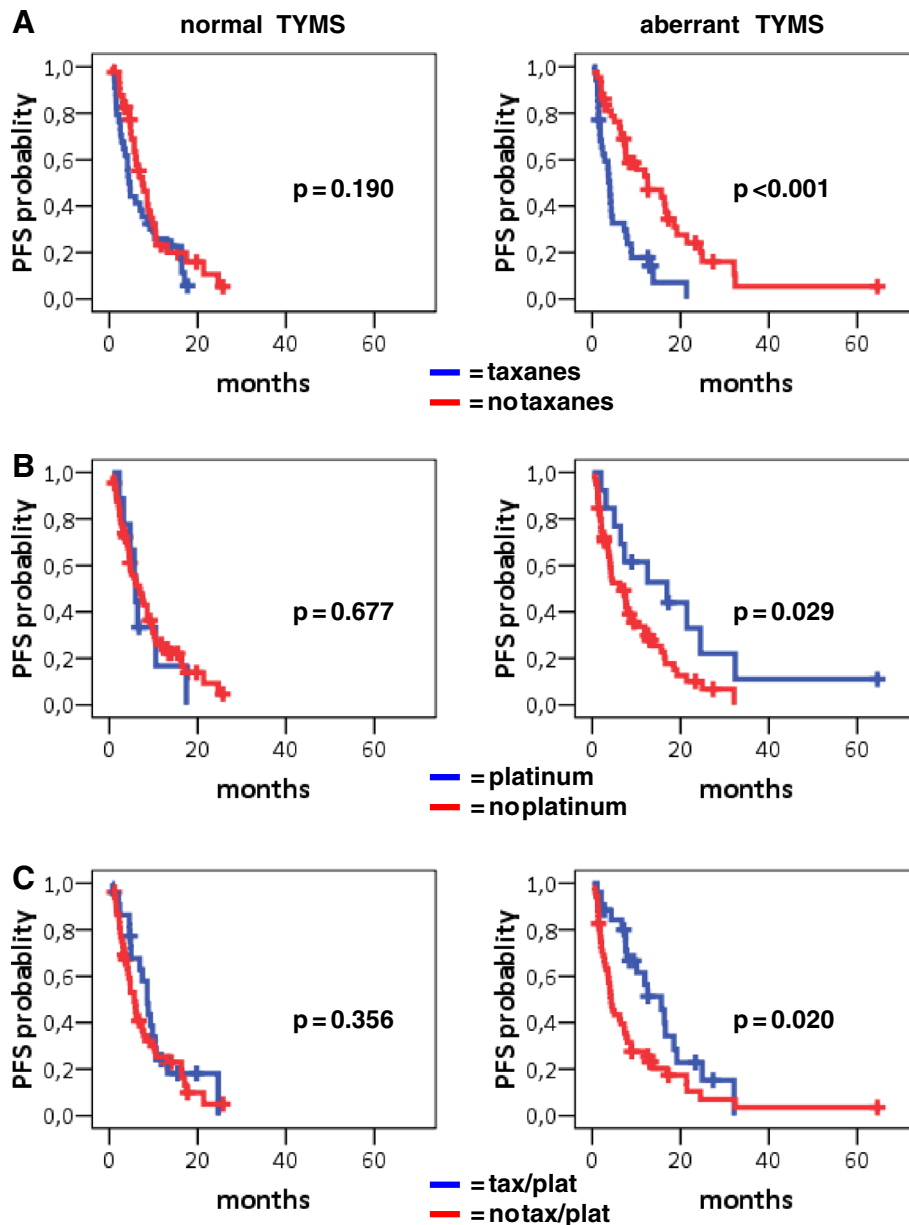 A
normal TYMS
aberrant TYMS
PFS probablity
1,0
0,8
0,6
0,4
0,2
0,0
p=0.190
0 20 40 60
months
PFS probablity
1,0
0,8
0,6
0,4
0,2
0,0
p<0.001
0 20 40 60
months
=taxanes
=notaxanes
B
PFS probablity
1,0
0,8
0,6
0,4
0,2
0,0
p=0.677
0 20 40 60
months
PFS probablity
1,0
0,8
0,6
0,4
0,2
0,0
p=0.029
0 20 40 60
months
=platinum
=noplatinum
C
PFS probablity
1,0
0,8
0,6
0,4
0,2
0,0
p=0.356
0 20 40 60
months
PFS probablity
1,0
0,8
0,6
0,4
0,2
0,0
p=0.020
0 20 40 60
months
=tax/plat
=notax/plat